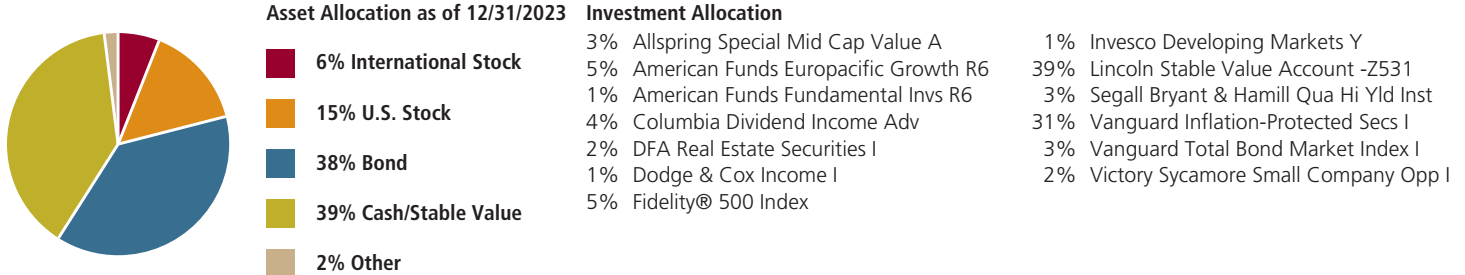 Asset Allocation as of 12/31/2023
6% International Stock
15% U.S. Stock
38% Bond
39% Cash/Stable Value
2% Other
Investment Allocation
3% Allspring Special Mid Cap Value A
5% American Funds Europacific Growth R6
1% American Funds Fundamental Invs R6
4% Columbia Dividend Income Adv
2% DFA Real Estate Securities I
1% Dodge & Cox Income I
5% Fidelity® 500 Index
1% Invesco Developing Markets Y
39% Lincoln Stable Value Account -Z531
3% Segall Bryant & Hamill Qua Hi Yld Inst
31% Vanguard Inflation-Protected Secs I
3% Vanguard Total Bond Market Index I
2% Victory Sycamore Small Company Opp I